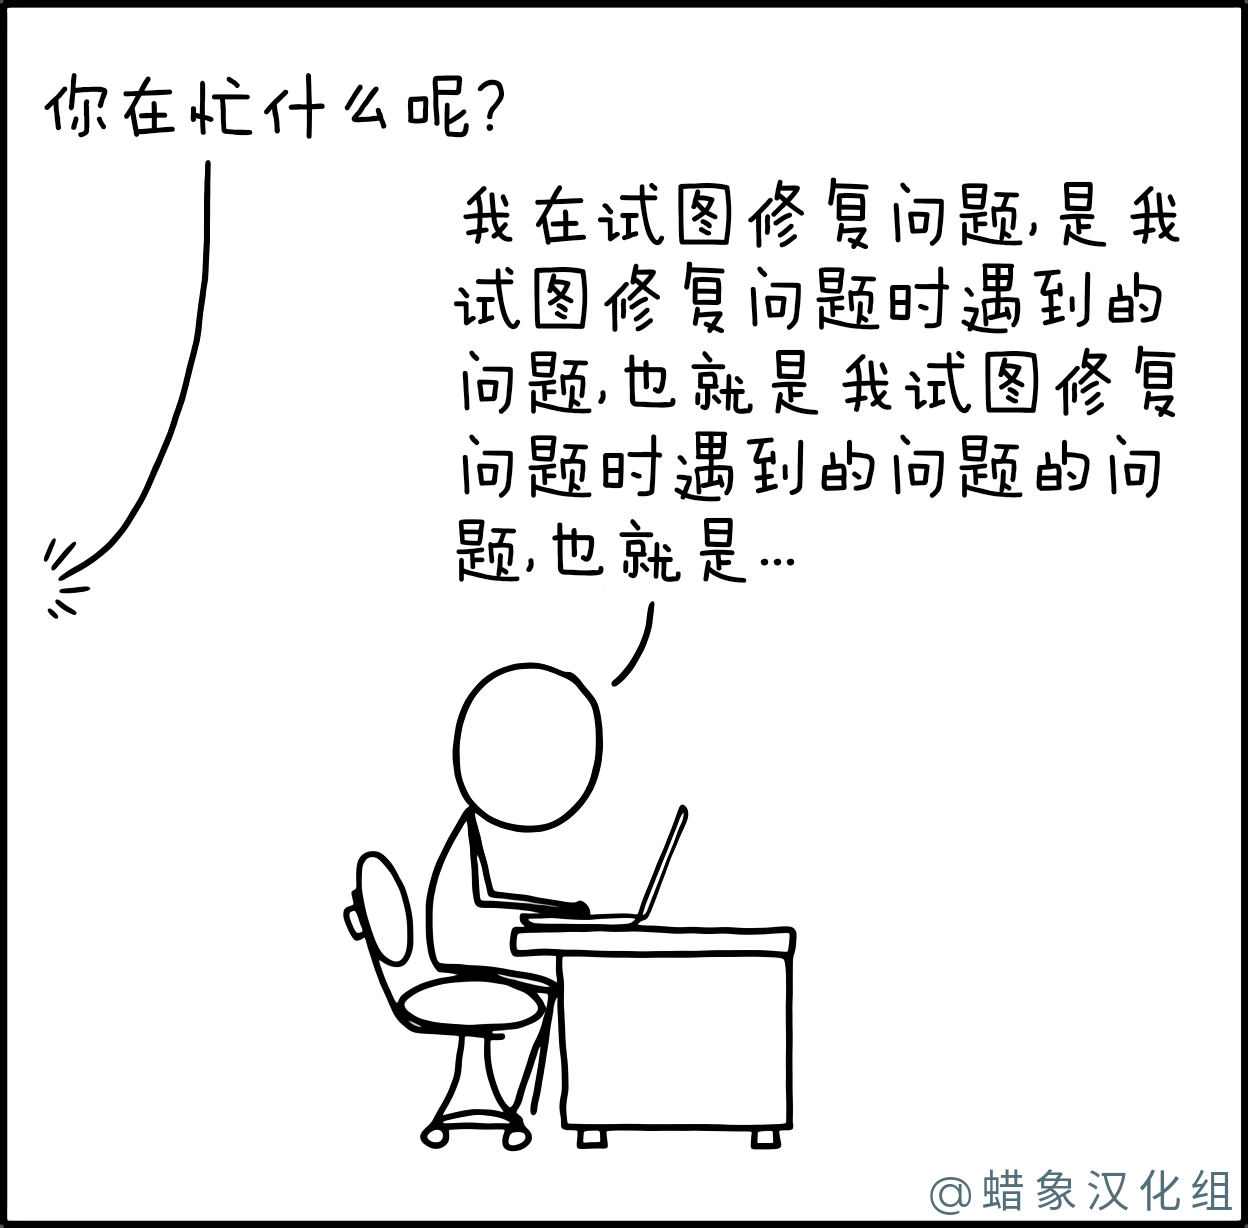 你在忙什么呢?
我在试图修复问题,是我
试图修复问题时遇到的
问题,也就是我试图修复
问题时遇到的问题的问
题,也就是...
@蜡象汉化组